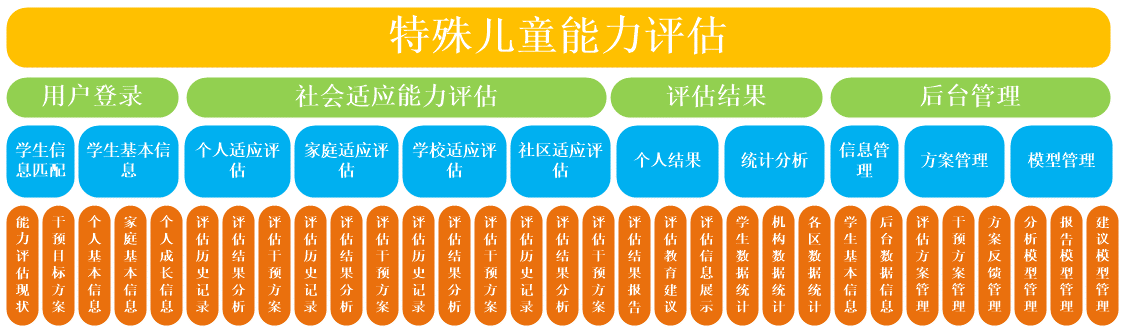 特殊儿童能力评估
用户登录
社会适应能力评估
评估结果
后台管理
学生信
息匹配
学生基本信
息
个人适应评
估
家庭适应评
估
学校适应评
估
社区适应评
估
个人结果
统计分析
信息管
理
方案管理
模型管理
能力评估现状
干预目标方案
个人基本信息
家庭基本信息
个人成长信息
评估历史记录
评估结果分析
评估干预方案
评估历史记录
评估结果分析
评估干预方案
评估历史记录
评估结果分析
评估干预方案
评估历史记录
评估结果分析
评估干预方案
评估结果报告
评估教育建议
评估信息展示
学生数据统计
机构数据统计
各区数据统计
学生基本信息
后台数据信息
评估方案管理
干预方案管理
方案反馈管理
分析模型管理
报告模型管理
建议模型管理